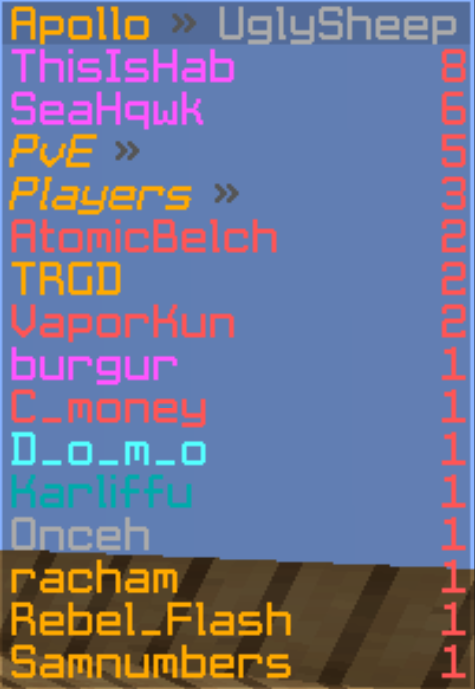 Apollo » UglySheep
ThisIsHab 8
SeaHqwk 6
PvE » 5
Players » 3
AtomicBelch 2
TRGD 2
VaporKun 2
burgur 1
C_money 1
D_o_m_o 1
Karliffu 1
Onceh 1
racham 1
Rebel_Flash 1
Samnumbers 1